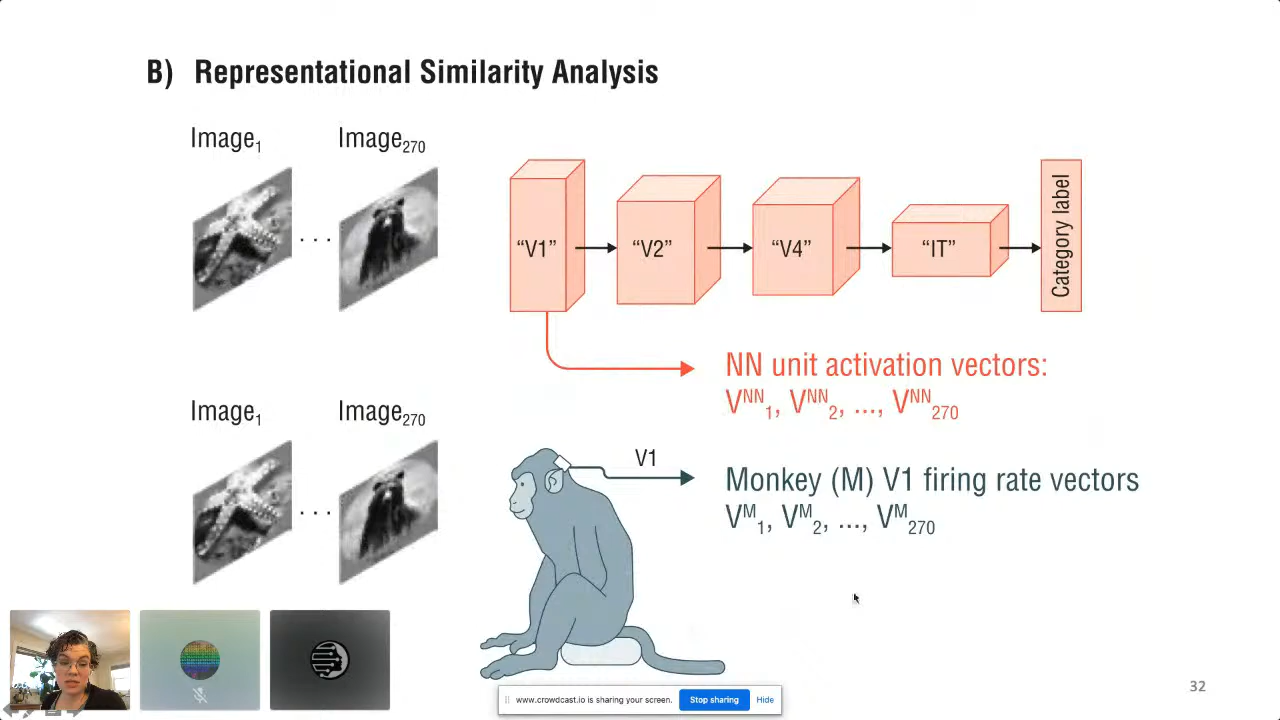 B) Representational Similarity Analysis
Image₁ Image₂₇₀
. . .
"V1" "V2" "V4" "IT" Category label
NN unit activation vectors:
Vᴺᴺ₁, Vᴺᴺ₂, ..., Vᴺᴺ₂₇₀
Image₁ Image₂₇₀
. . .
V1
Monkey (M) V1 firing rate vectors
Vᴹ₁, Vᴹ₂, ..., Vᴹ₂₇₀
www.crowdcast.io is sharing your screen. Stop sharing Hide
32